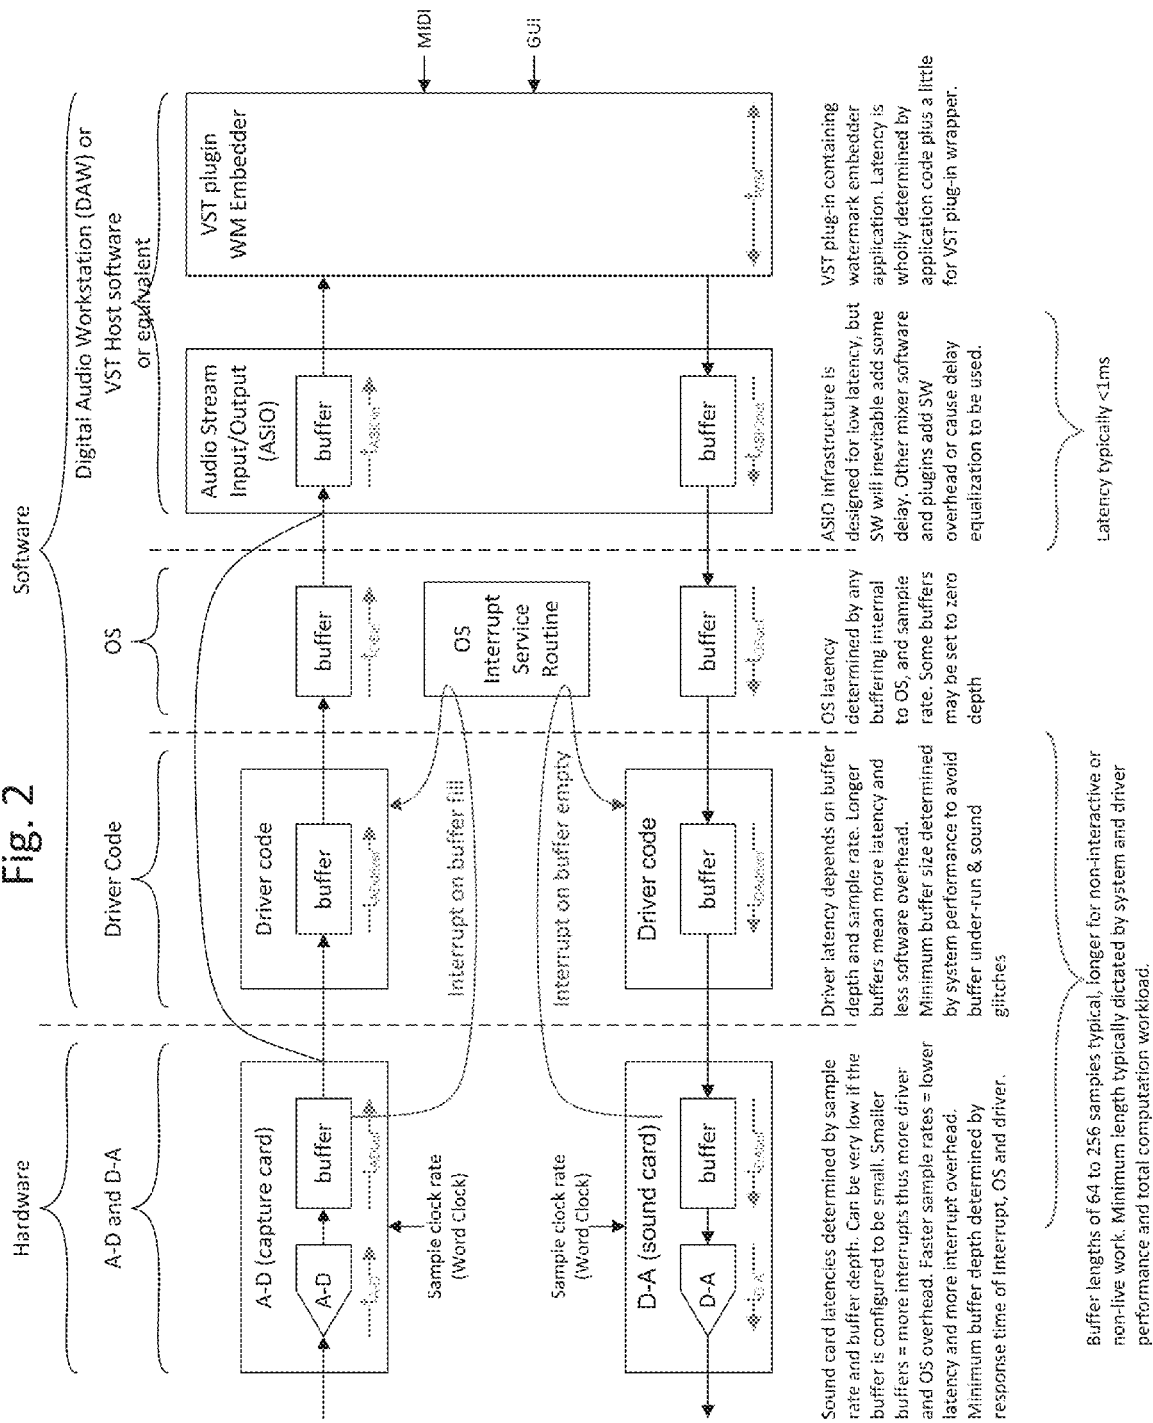 Fig. 2
Hardware
Software
A-D and D-A
Driver Code
OS
Digital Audio Workstation (DAW) or
VST Host software
or equivalent
A-D (capture card)
A-D
buffer
Driver code
buffer
buffer
Audio Stream
Input/Output
(ASIO)
buffer
VST plugin
WM Embedder
MIDI
GUI
Sample clock rate
(Word Clock)
Interrupt on buffer fill
OS
Interrupt
Service
Routine
Sample clock rate
(Word Clock)
Interrupt on buffer empty
D-A (sound card)
D-A
buffer
Driver code
buffer
buffer
buffer
Sound card latencies determined by sample
rate and buffer depth. Can be very low if the
buffer is configured to be small. Smaller
buffers = more interrupts thus more driver
and OS overhead. Faster sample rates = lower
latency and more interrupt overhead.
Minimum buffer depth determined by
response time of Interrupt, OS and driver.
Driver latency depends on buffer
depth and sample rate. Longer
buffers mean more latency and
less software overhead.
Minimum buffer size determined
by system performance to avoid
buffer under-run & sound
glitches
OS latency
determined by any
buffering internal
to OS, and sample
rate. Some buffers
may be set to zero
depth
ASIO infrastructure is
designed for low latency, but
SW will inevitable add some
delay. Other mixer software
and plugins add SW
overhead or cause delay
equalization to be used.
VST plug-in containing
watermark embedder
application. Latency is
wholly determined by
application code plus a little
for VST plug-in wrapper.
Buffer lengths of 64 to 256 samples typical, longer for non-interactive or
non-live work. Minimum length typically dictated by system and driver
performance and total computation workload.
Latency typically <1ms